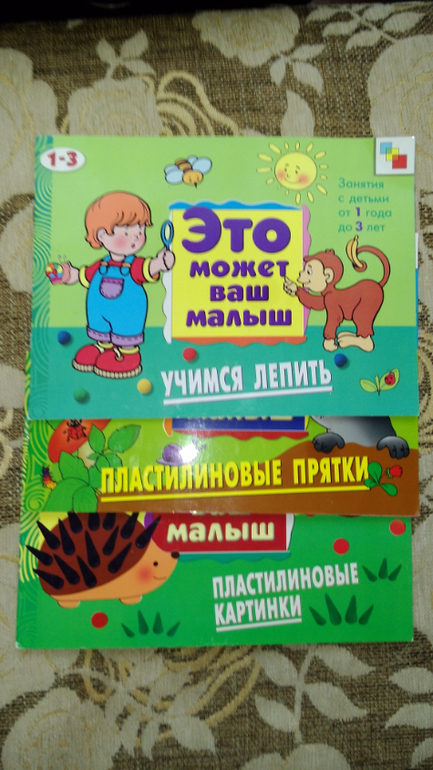 1-3
Занятия
с детьми
от 1 года
до 3 лет
Это
может
ваш
малыш
УЧИМСЯ ЛЕПИТЬ
малыш
ПЛАСТИЛИНОВЫЕ ПРЯТКИ
малыш
ПЛАСТИЛИНОВЫЕ
КАРТИНКИ